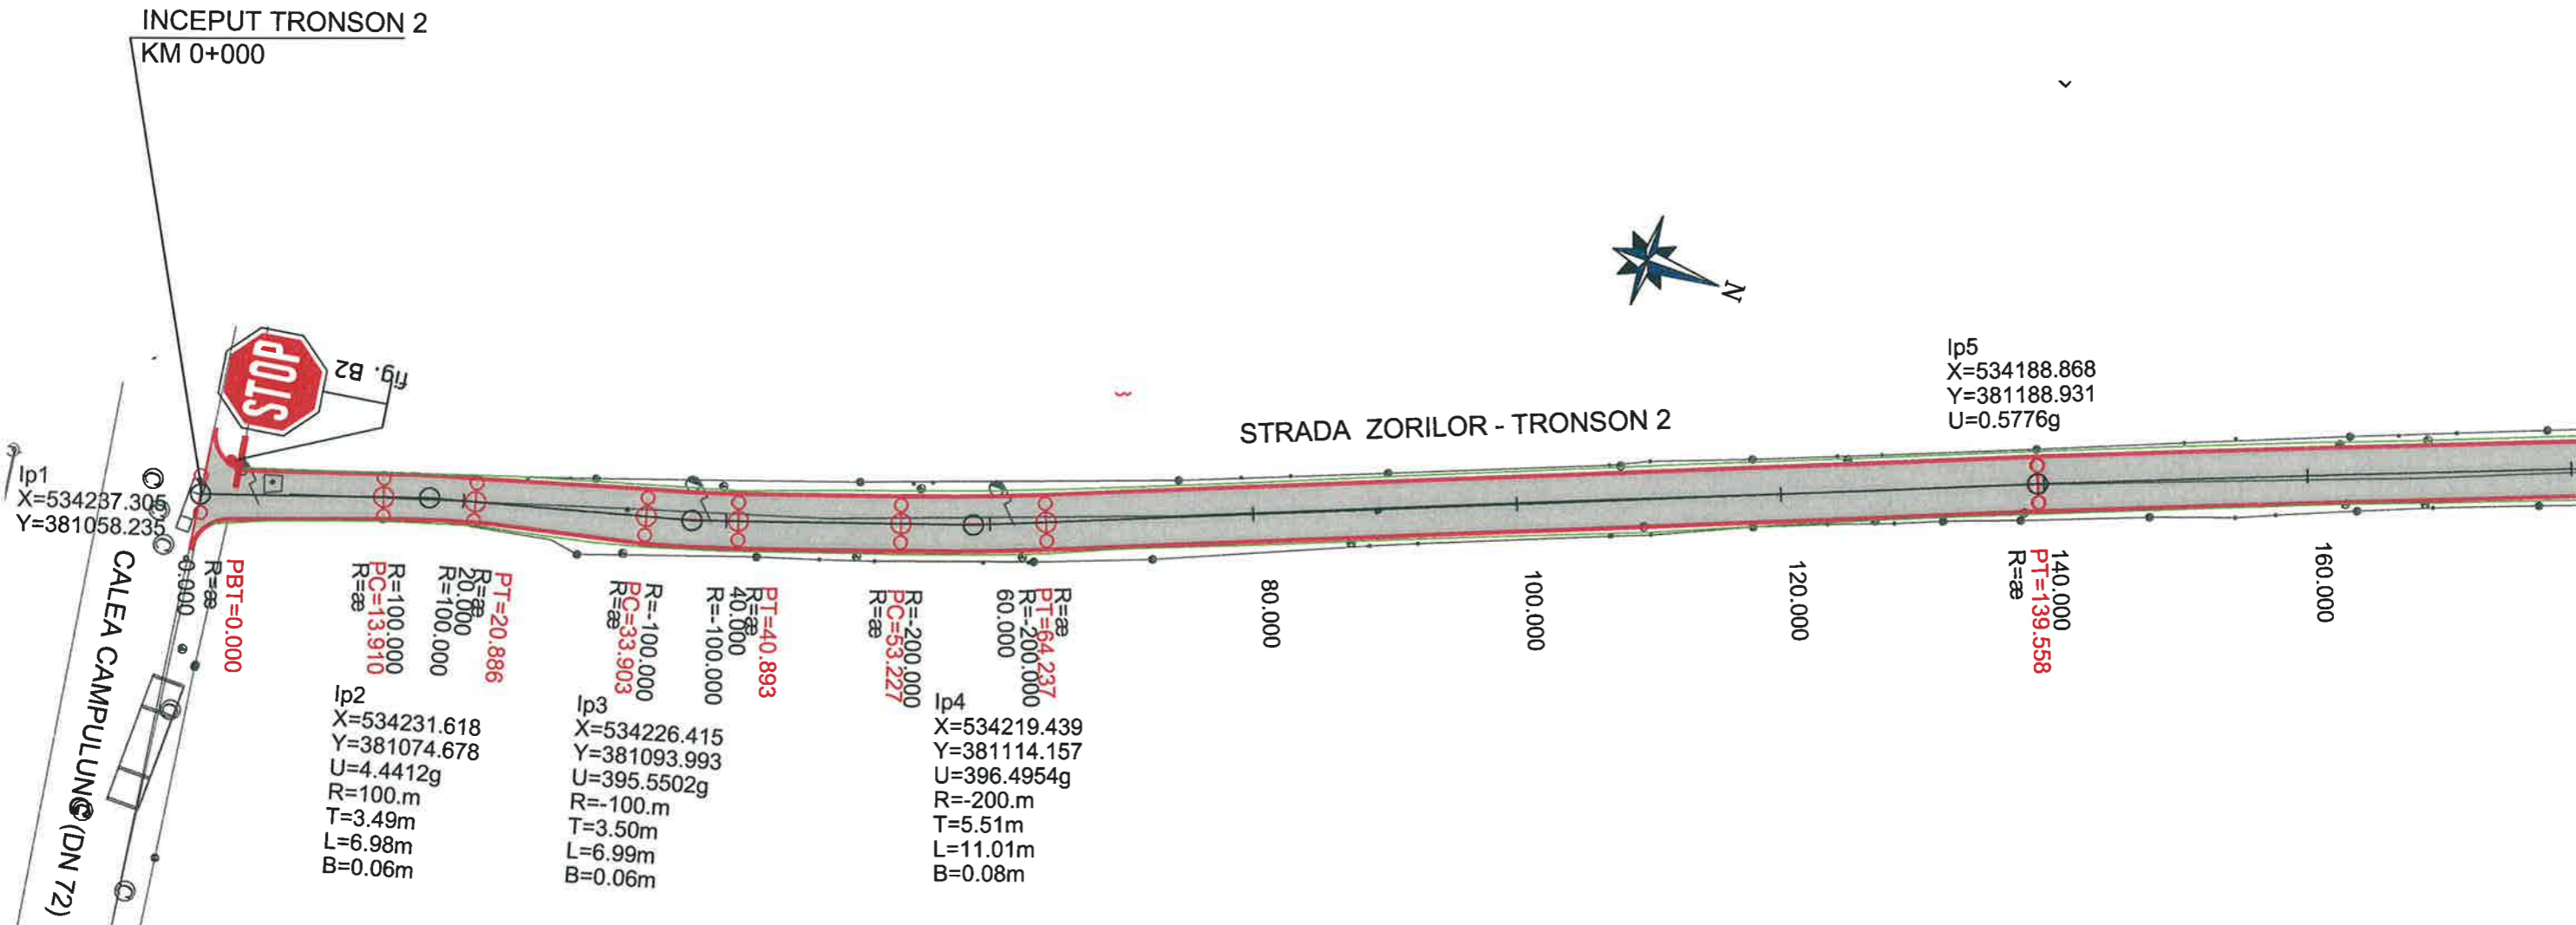 INCEPUT TRONSON 2
KM 0+000
STOP
fig. B2
Ip1
X=534237.305
Y=381058.235
CALEA CAMPULUNG (DN 72)
STRADA ZORILOR - TRONSON 2
N
Ip5
X=534188.868
Y=381188.931
U=0.5776g
PBT=0.000
R=æ
0.000
R=100.000
PC=13.910
R=æ
PT=20.886
R=æ
20.000
R=100.000
R=-100.000
PC=33.903
R=æ
PT=40.893
R=æ
40.000
R=-100.000
R=-200.000
PC=53.227
R=æ
R=æ
PT=64.237
R=-200.000
60.000
80.000
100.000
120.000
140.000
PT=139.558
R=æ
160.000
Ip2
X=534231.618
Y=381074.678
U=4.4412g
R=100.m
T=3.49m
L=6.98m
B=0.06m
Ip3
X=534226.415
Y=381093.993
U=395.5502g
R=-100.m
T=3.50m
L=6.99m
B=0.06m
Ip4
X=534219.439
Y=381114.157
U=396.4954g
R=-200.m
T=5.51m
L=11.01m
B=0.08m